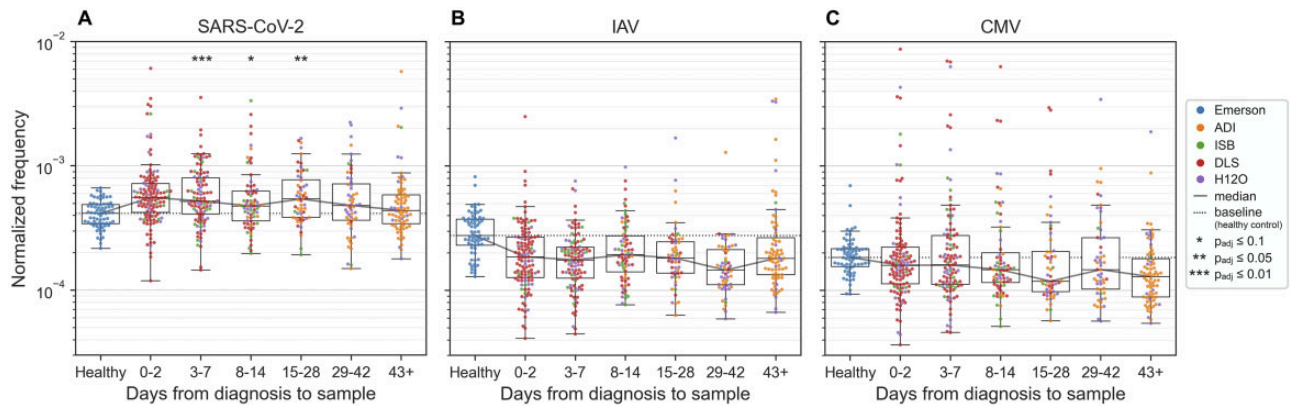 A
SARS-CoV-2
B
IAV
C
CMV
Normalized frequency
10⁻²
10⁻³
10⁻⁴
*** * **
Healthy 0-2 3-7 8-14 15-28 29-42 43+
Days from diagnosis to sample
Healthy 0-2 3-7 8-14 15-28 29-42 43+
Days from diagnosis to sample
Healthy 0-2 3-7 8-14 15-28 29-42 43+
Days from diagnosis to sample
Emerson
ADI
ISB
DLS
H12O
median
baseline
(healthy control)
* p_adj ≤ 0.1
** p_adj ≤ 0.05
*** p_adj ≤ 0.01